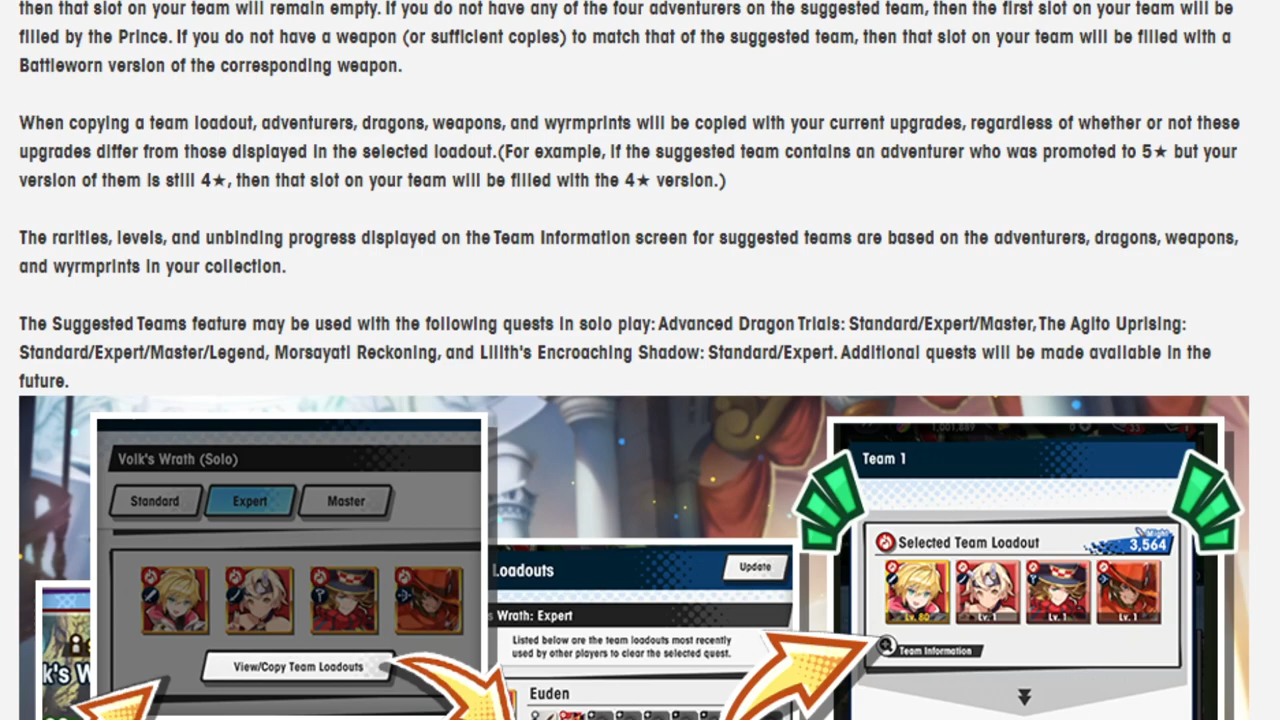 then that slot on your team will remain empty. If you do not have any of the four adventurers on the suggested team, then the first slot on your team will be
filled by the Prince. If you do not have a weapon (or sufficient copies) to match that of the suggested team, then that slot on your team will be filled with a
Battleworn version of the corresponding weapon.
When copying a team loadout, adventurers, dragons, weapons, and wyrmprints will be copied with your current upgrades, regardless of whether or not these
upgrades differ from those displayed in the selected loadout.(For example, if the suggested team contains an adventurer who was promoted to 5★ but your
version of them is still 4★, then that slot on your team will be filled with the 4★ version.)
The rarities, levels, and unbinding progress displayed on the Team Information screen for suggested teams are based on the adventurers, dragons, weapons,
and wyrmprints in your collection.
The Suggested Teams feature may be used with the following quests in solo play: Advanced Dragon Trials: Standard/Expert/Master, The Agito Uprising:
Standard/Expert/Master/Legend, Morsayati Reckoning, and Lilith's Encroaching Shadow: Standard/Expert. Additional quests will be made available in the
future.
Volk's Wrath (Solo)
Standard
Expert
Master
View/Copy Team Loadouts
k's W
Loadouts
Update
s Wrath: Expert
Listed below are the team loadouts most recently
used by other players to clear the selected quest.
Euden
1,001,889
Team 1
Selected Team Loadout
Might
3,564
Lv. 80
Lv. 1
Lv. 1
Lv. 1
Team Information